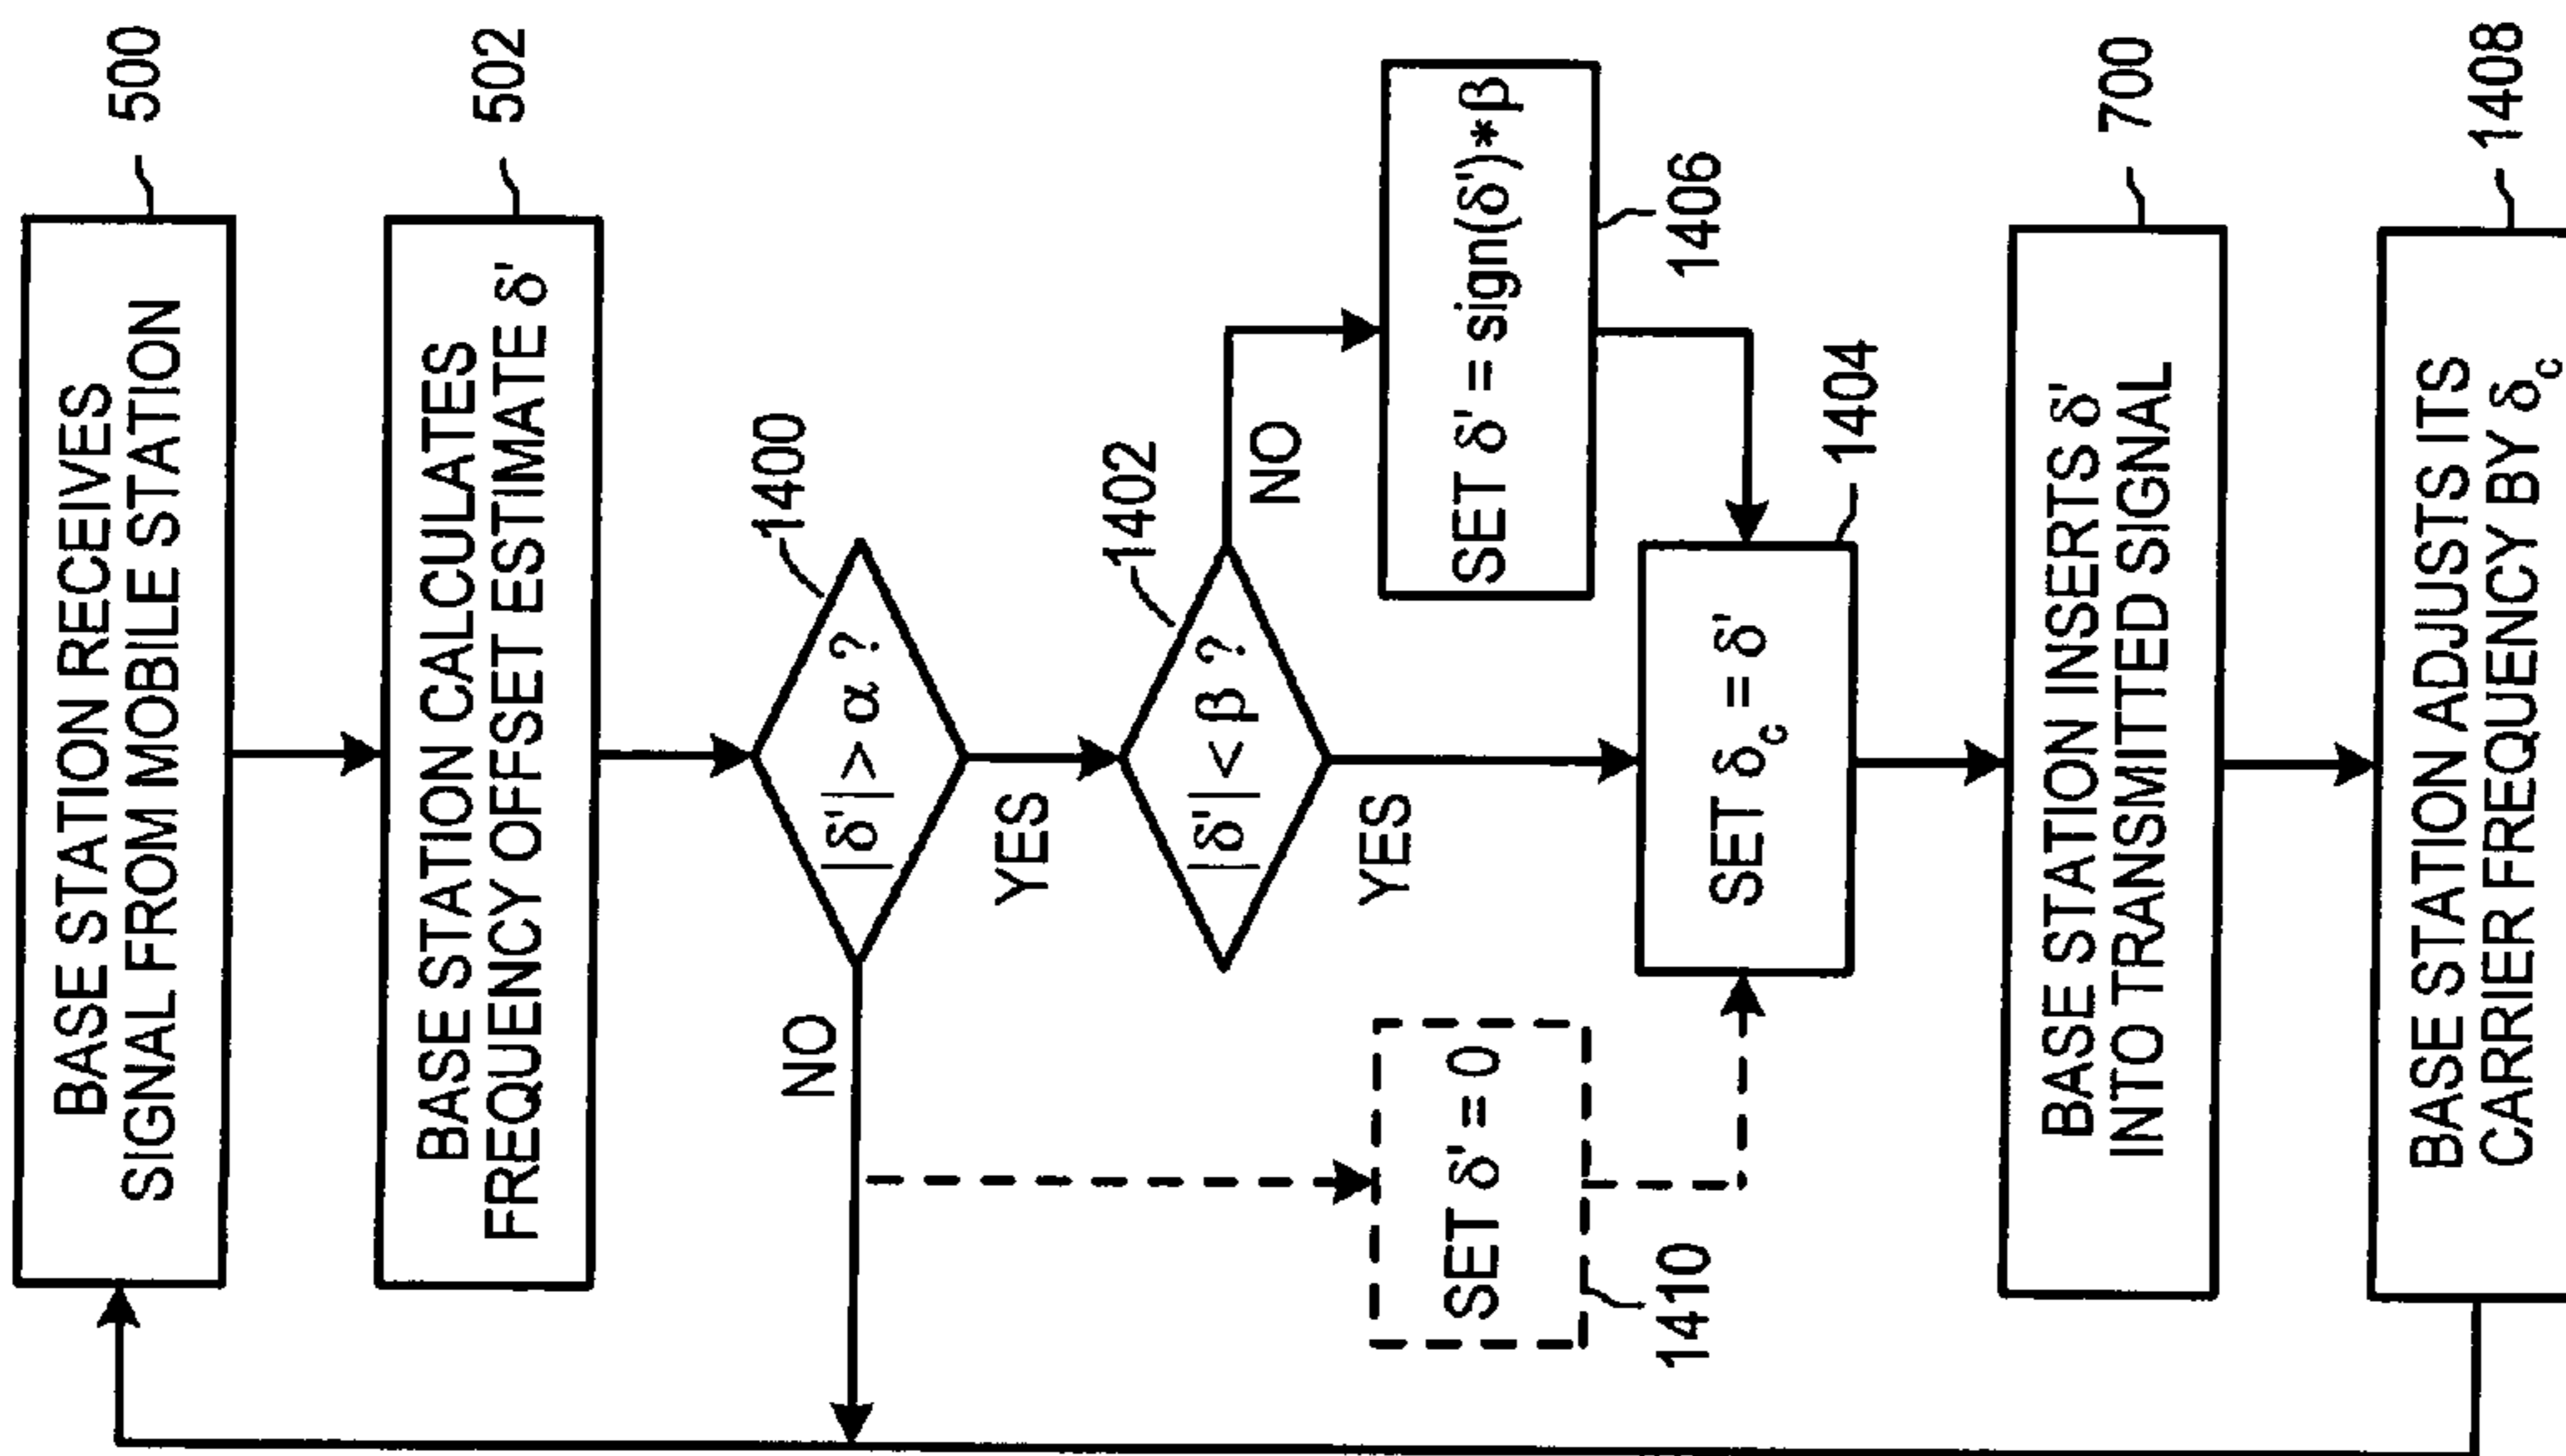 BASE STATION RECEIVES
SIGNAL FROM MOBILE STATION
500
BASE STATION CALCULATES
FREQUENCY OFFSET ESTIMATE δ'
502
|δ'| > α ?
1400
NO
YES
|δ'| < β ?
1402
NO
YES
SET δ' = sign(δ')*β
1406
SET δ' = 0
1410
SET δc = δ'
1404
BASE STATION INSERTS δ'
INTO TRANSMITTED SIGNAL
700
BASE STATION ADJUSTS ITS
CARRIER FREQUENCY BY δc
1408